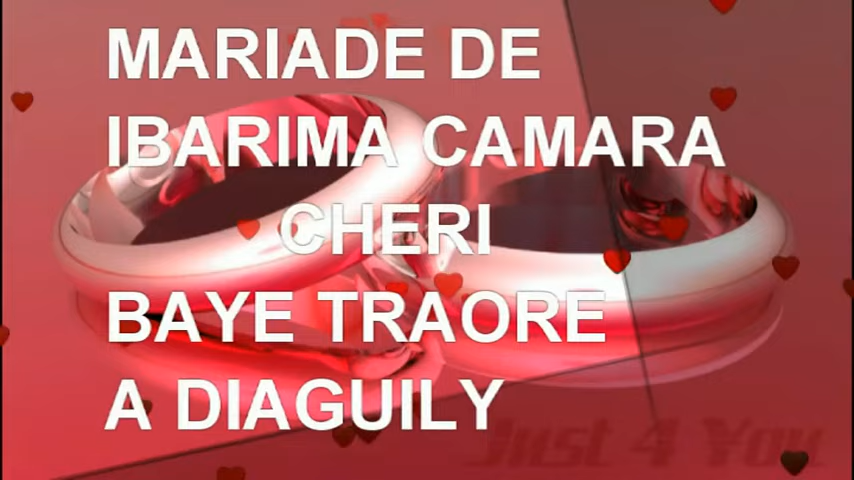 MARIADE DE
IBARIMA CAMARA
CHERI
BAYE TRAORE
A DIAGUILY
Just 4 You